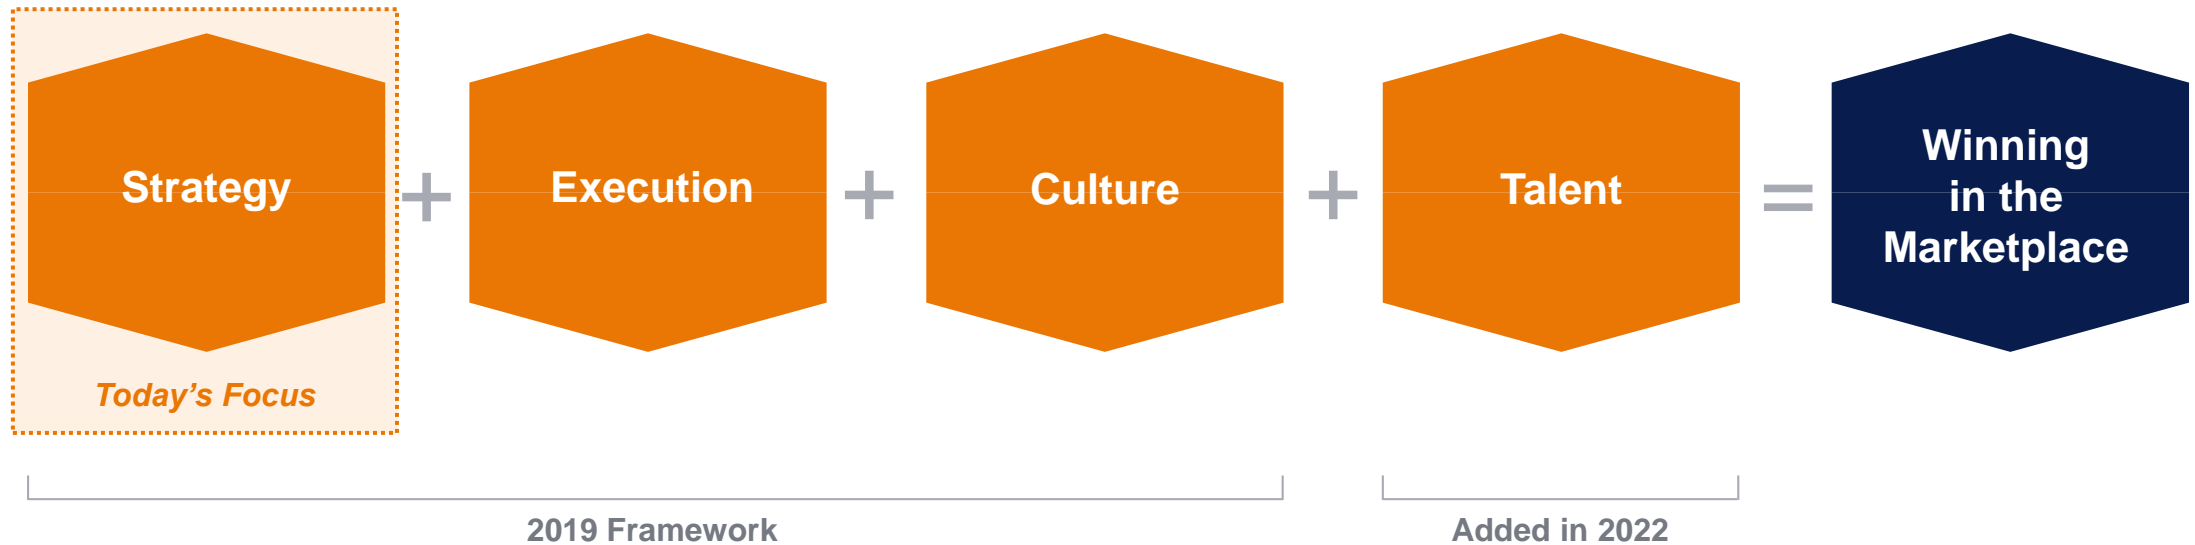 Strategy
+
Execution
+
Culture
+
Talent
=
Winning
in the
Marketplace
Today’s Focus
2019 Framework
Added in 2022